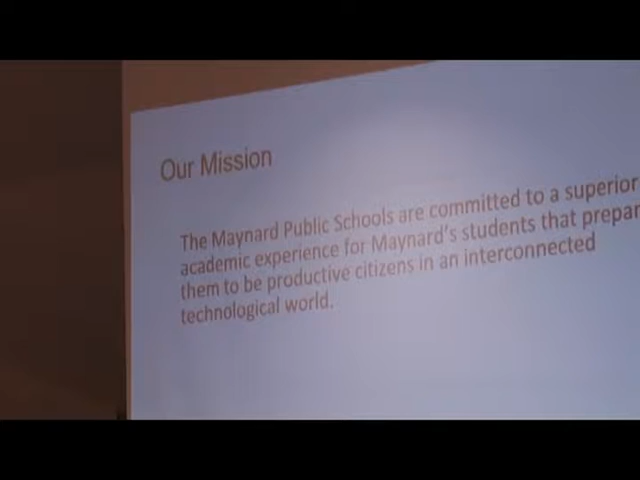 Our Mission
The Maynard Public Schools are committed to a superior
academic experience for Maynard's students that prepar
them to be productive citizens in an interconnected
technological world.